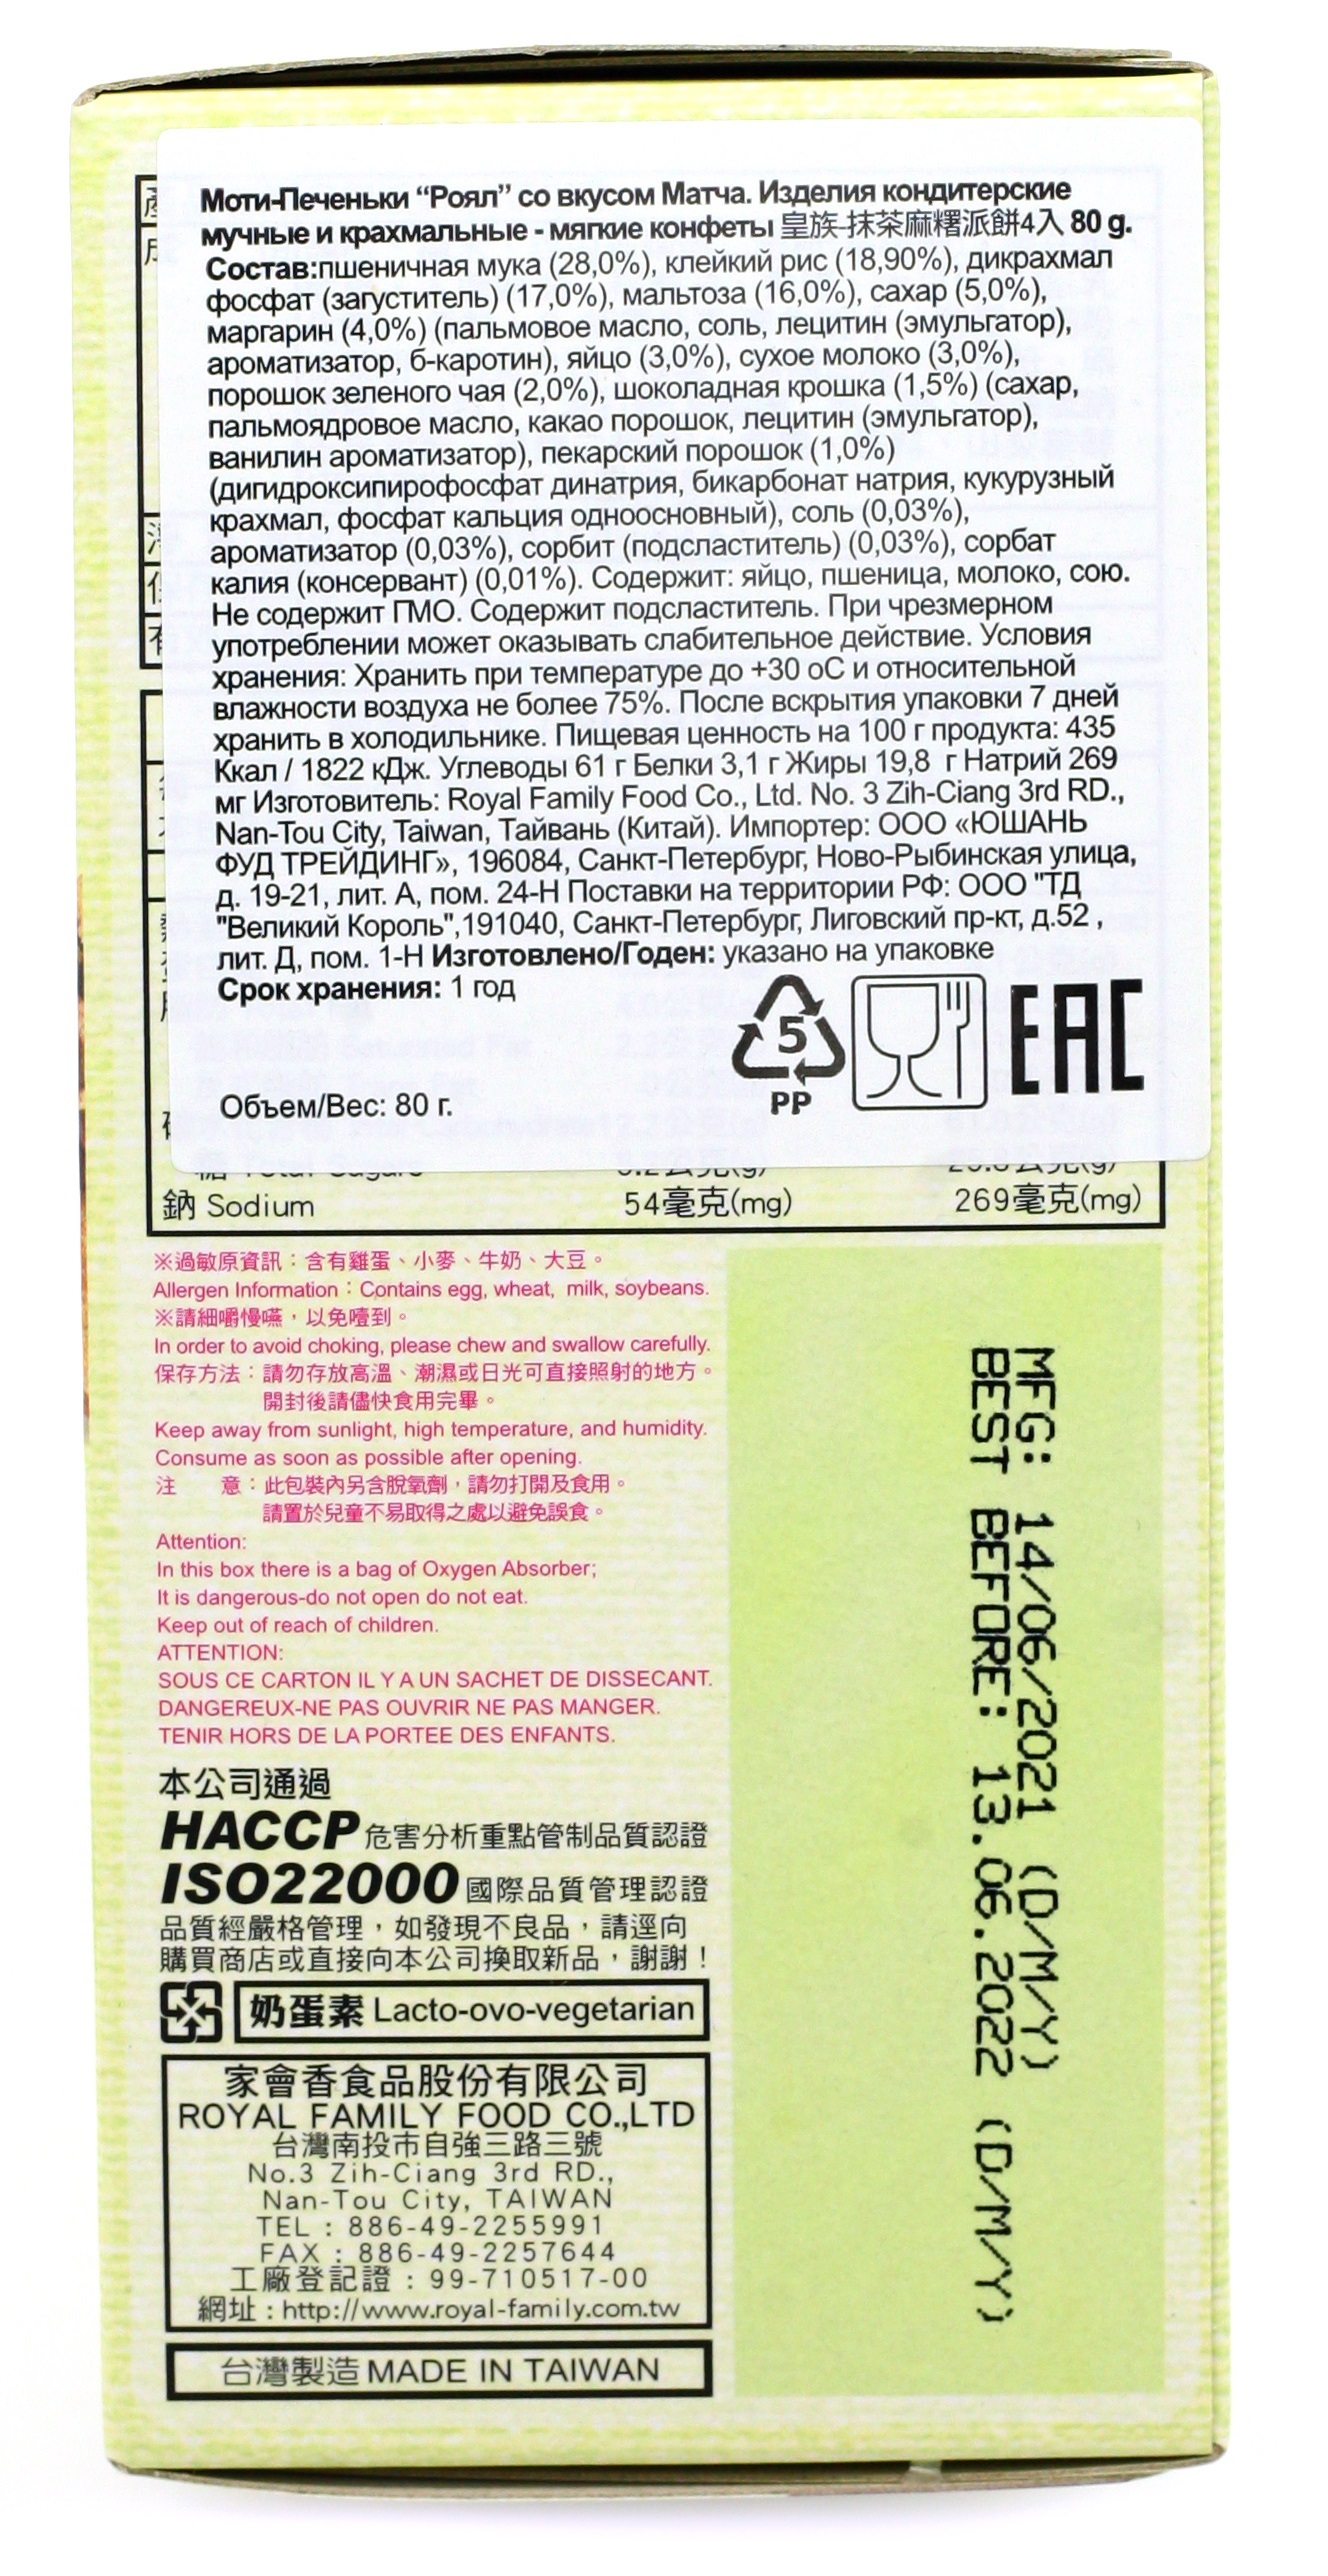 Моти-Печеньки “Роял” со вкусом Матча. Изделия кондитерские
мучные и крахмальные - мягкие конфеты 皇族-抹茶麻糬派餅4入 80 g.
Состав:пшеничная мука (28,0%), клейкий рис (18,90%), дикрахмал
фосфат (загуститель) (17,0%), мальтоза (16,0%), сахар (5,0%),
маргарин (4,0%) (пальмовое масло, соль, лецитин (эмульгатор),
ароматизатор, б-каротин), яйцо (3,0%), сухое молоко (3,0%),
порошок зеленого чая (2,0%), шоколадная крошка (1,5%) (сахар,
пальмоядровое масло, какао порошок, лецитин (эмульгатор),
ванилин ароматизатор), пекарский порошок (1,0%)
(дигидроксипирофосфат динатрия, бикарбонат натрия, кукурузный
крахмал, фосфат кальция одноосновный), соль (0,03%),
ароматизатор (0,03%), сорбит (подсластитель) (0,03%), сорбат
калия (консервант) (0,01%). Содержит: яйцо, пшеница, молоко, сою.
Не содержит ГМО. Содержит подсластитель. При чрезмерном
употреблении может оказывать слабительное действие. Условия
хранения: Хранить при температуре до +30 оС и относительной
влажности воздуха не более 75%. После вскрытия упаковки 7 дней
хранить в холодильнике. Пищевая ценность на 100 г продукта: 435
Ккал / 1822 кДж. Углеводы 61 г Белки 3,1 г Жиры 19,8 г Натрий 269
мг Изготовитель: Royal Family Food Co., Ltd. No. 3 Zih-Ciang 3rd RD.,
Nan-Tou City, Taiwan, Тайвань (Китай). Импортер: ООО «ЮШАНЬ
ФУД ТРЕЙДИНГ», 196084, Санкт-Петербург, Ново-Рыбинская улица,
д. 19-21, лит. А, пом. 24-Н Поставки на территории РФ: ООО "ТД
"Великий Король",191040, Санкт-Петербург, Лиговский пр-кт, д.52 ,
лит. Д, пом. 1-Н Изготовлено/Годен: указано на упаковке
Срок хранения: 1 год
5
PP
EAC
Объем/Вес: 80 г.
鈉 Sodium 54毫克(mg) 269毫克(mg)
※過敏原資訊：含有雞蛋、小麥、牛奶、大豆。
Allergen Information：Contains egg, wheat, milk, soybeans.
※請細嚼慢嚥，以免噎到。
In order to avoid choking, please chew and swallow carefully.
保存方法：請勿存放高溫、潮濕或日光可直接照射的地方。
開封後請儘快食用完畢。
Keep away from sunlight, high temperature, and humidity.
Consume as soon as possible after opening.
注 意：此包裝內另含脫氧劑，請勿打開及食用。
請置於兒童不易取得之處以避免誤食。
Attention:
In this box there is a bag of Oxygen Absorber;
It is dangerous-do not open do not eat.
Keep out of reach of children.
ATTENTION:
SOUS CE CARTON IL Y A UN SACHET DE DISSECANT.
DANGEREUX-NE PAS OUVRIR NE PAS MANGER.
TENIR HORS DE LA PORTEE DES ENFANTS.
本公司通過
HACCP 危害分析重點管制品質認證
ISO22000 國際品質管理認證
品質經嚴格管理，如發現不良品，請逕向
購買商店或直接向本公司換取新品，謝謝！
奶蛋素 Lacto-ovo-vegetarian
家會香食品股份有限公司
ROYAL FAMILY FOOD CO.,LTD
台灣南投市自強三路三號
No.3 Zih-Ciang 3rd RD.,
Nan-Tou City, TAIWAN
TEL：886-49-2255991
FAX：886-49-2257644
工廠登記證：99-710517-00
網址：http://www.royal-family.com.tw
台灣製造 MADE IN TAIWAN
MFG: 14/06/2021 (D/M/Y)
BEST BEFORE: 13.06.2022 (D/M/Y)